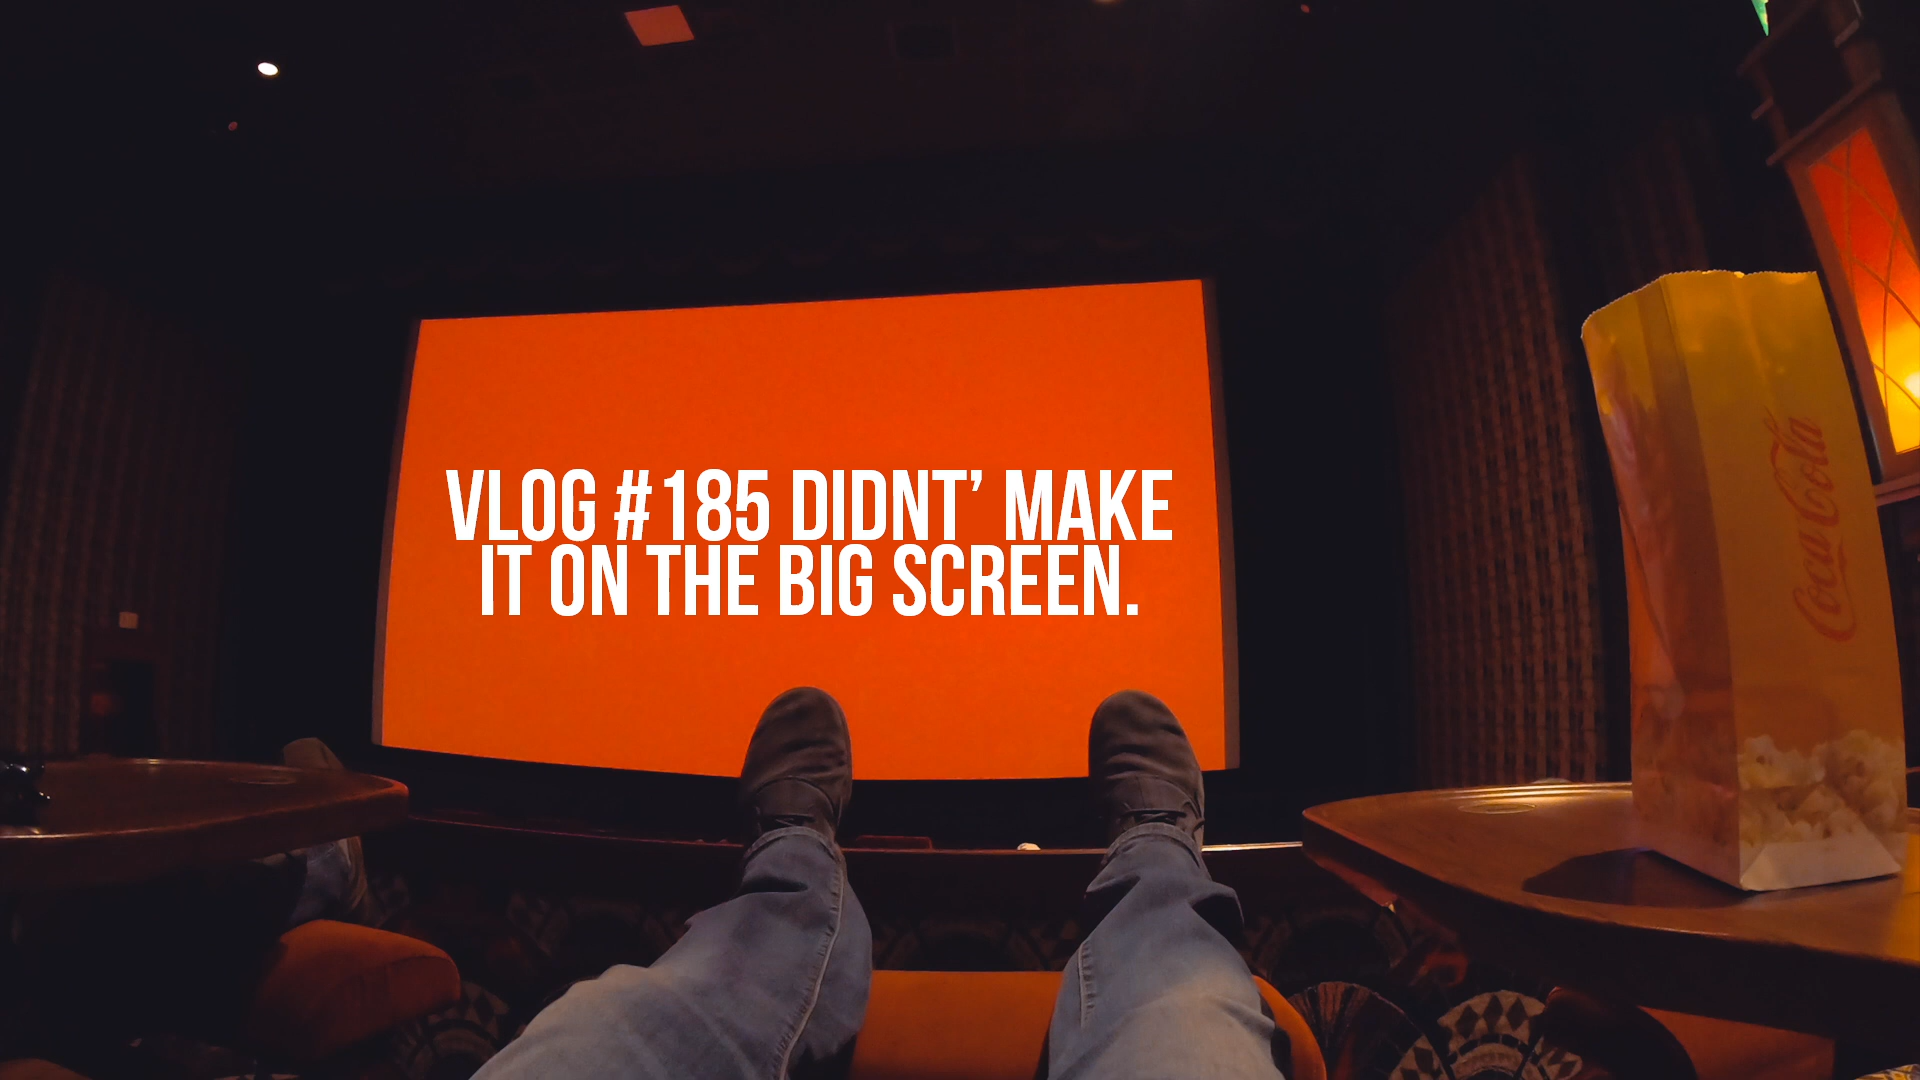 VLOG #185 DIDNT’ MAKE
IT ON THE BIG SCREEN.
Coca-Cola